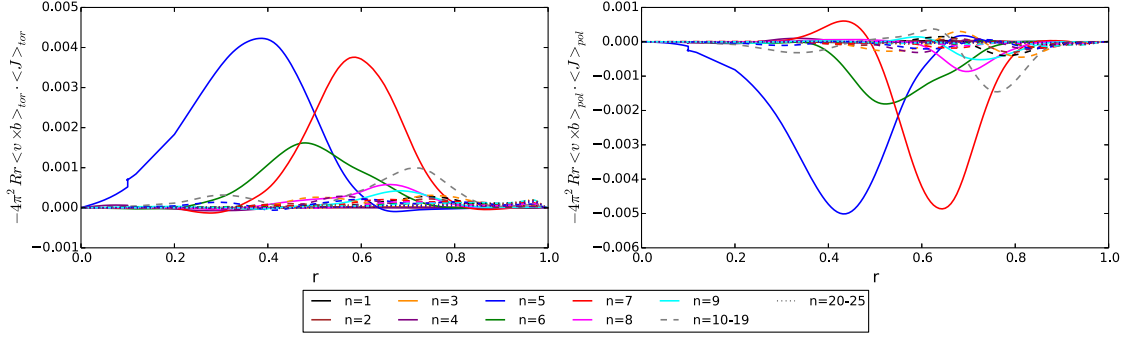 0.005
0.004
0.003
0.002
0.001
0.000
−0.001
−4π² Rr <v×b>tor · <J>tor
0.0 0.2 0.4 0.6 0.8 1.0
r
0.001
0.000
−0.001
−0.002
−0.003
−0.004
−0.005
−0.006
−4π² Rr <v×b>pol · <J>pol
0.0 0.2 0.4 0.6 0.8 1.0
r
n=1 n=3 n=5 n=7 n=9 n=20-25
n=2 n=4 n=6 n=8 n=10-19